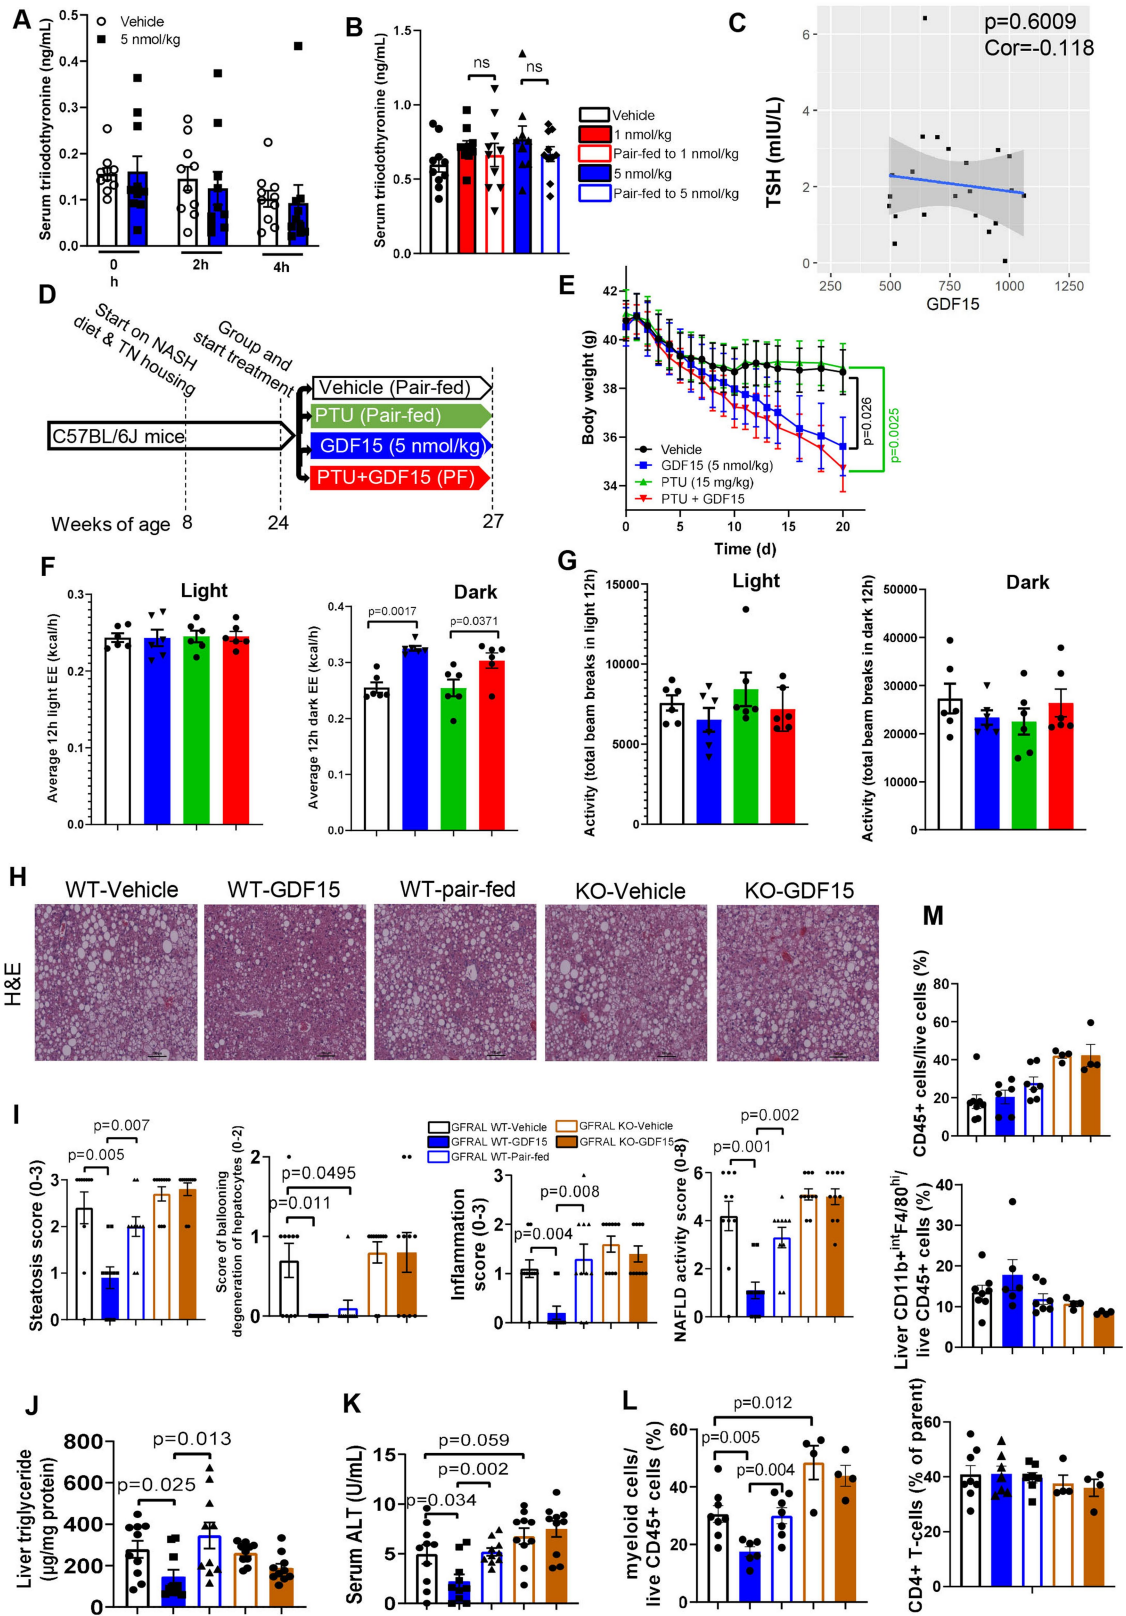 A
Vehicle
5 nmol/kg
Serum triiodothyronine (ng/mL)
0.5
0.4
0.3
0.2
0.1
0.0
0
h
2h
4h
B
Serum triiodothyronine (ng/mL)
1.5
1.0
0.5
0.0
ns
ns
Vehicle
1 nmol/kg
Pair-fed to 1 nmol/kg
5 nmol/kg
Pair-fed to 5 nmol/kg
C
p=0.6009
Cor=-0.118
TSH (mIU/L)
6
4
2
0
250
500
750
1000
1250
GDF15
D
Start on NASH
diet & TN housing
Group and
start treatment
C57BL/6J mice
Vehicle (Pair-fed)
PTU (Pair-fed)
GDF15 (5 nmol/kg)
PTU+GDF15 (PF)
Weeks of age
8
24
27
E
Body weight (g)
42
40
38
36
34
Vehicle
GDF15 (5 nmol/kg)
PTU (15 mg/kg)
PTU + GDF15
p=0.026
p=0.0025
0
5
10
15
20
Time (d)
F
Light
Average 12h light EE (kcal/h)
0.3
0.2
0.1
0.0
Dark
Average 12h dark EE (kcal/h)
0.4
0.3
0.2
0.1
0.0
p=0.0017
p=0.0371
G
Light
Activity (total beam breaks in light 12h)
15000
10000
5000
0
Dark
Activity (total beam breaks in dark 12h)
50000
40000
30000
20000
10000
0
H
WT-Vehicle
WT-GDF15
WT-pair-fed
KO-Vehicle
KO-GDF15
H&E
I
GFRAL WT-Vehicle
GFRAL WT-GDF15
GFRAL WT-Pair-fed
GFRAL KO-Vehicle
GFRAL KO-GDF15
Steatosis score (0-3)
3
2
1
0
p=0.005
p=0.007
Score of ballooning
degeneration of hepatocytes (0-2)
2
1
0
p=0.0495
p=0.011
Inflammation
score (0-3)
3
2
1
0
p=0.004
p=0.008
NAFLD activity score (0-8)
6
4
2
0
p=0.001
p=0.002
J
Liver triglyceride
(µg/mg protein)
800
600
400
200
0
p=0.013
p=0.025
K
Serum ALT (U/mL)
15
10
5
0
p=0.059
p=0.002
p=0.034
L
myeloid cells/
live CD45+ cells (%)
60
40
20
0
p=0.012
p=0.005
p=0.004
M
CD45+ cells/live cells (%)
80
60
40
20
0
Liver CD11b+intF4/80hi/
live CD45+ cells (%)
40
30
20
10
0
CD4+ T-cells (% of parent)
60
40
20
0